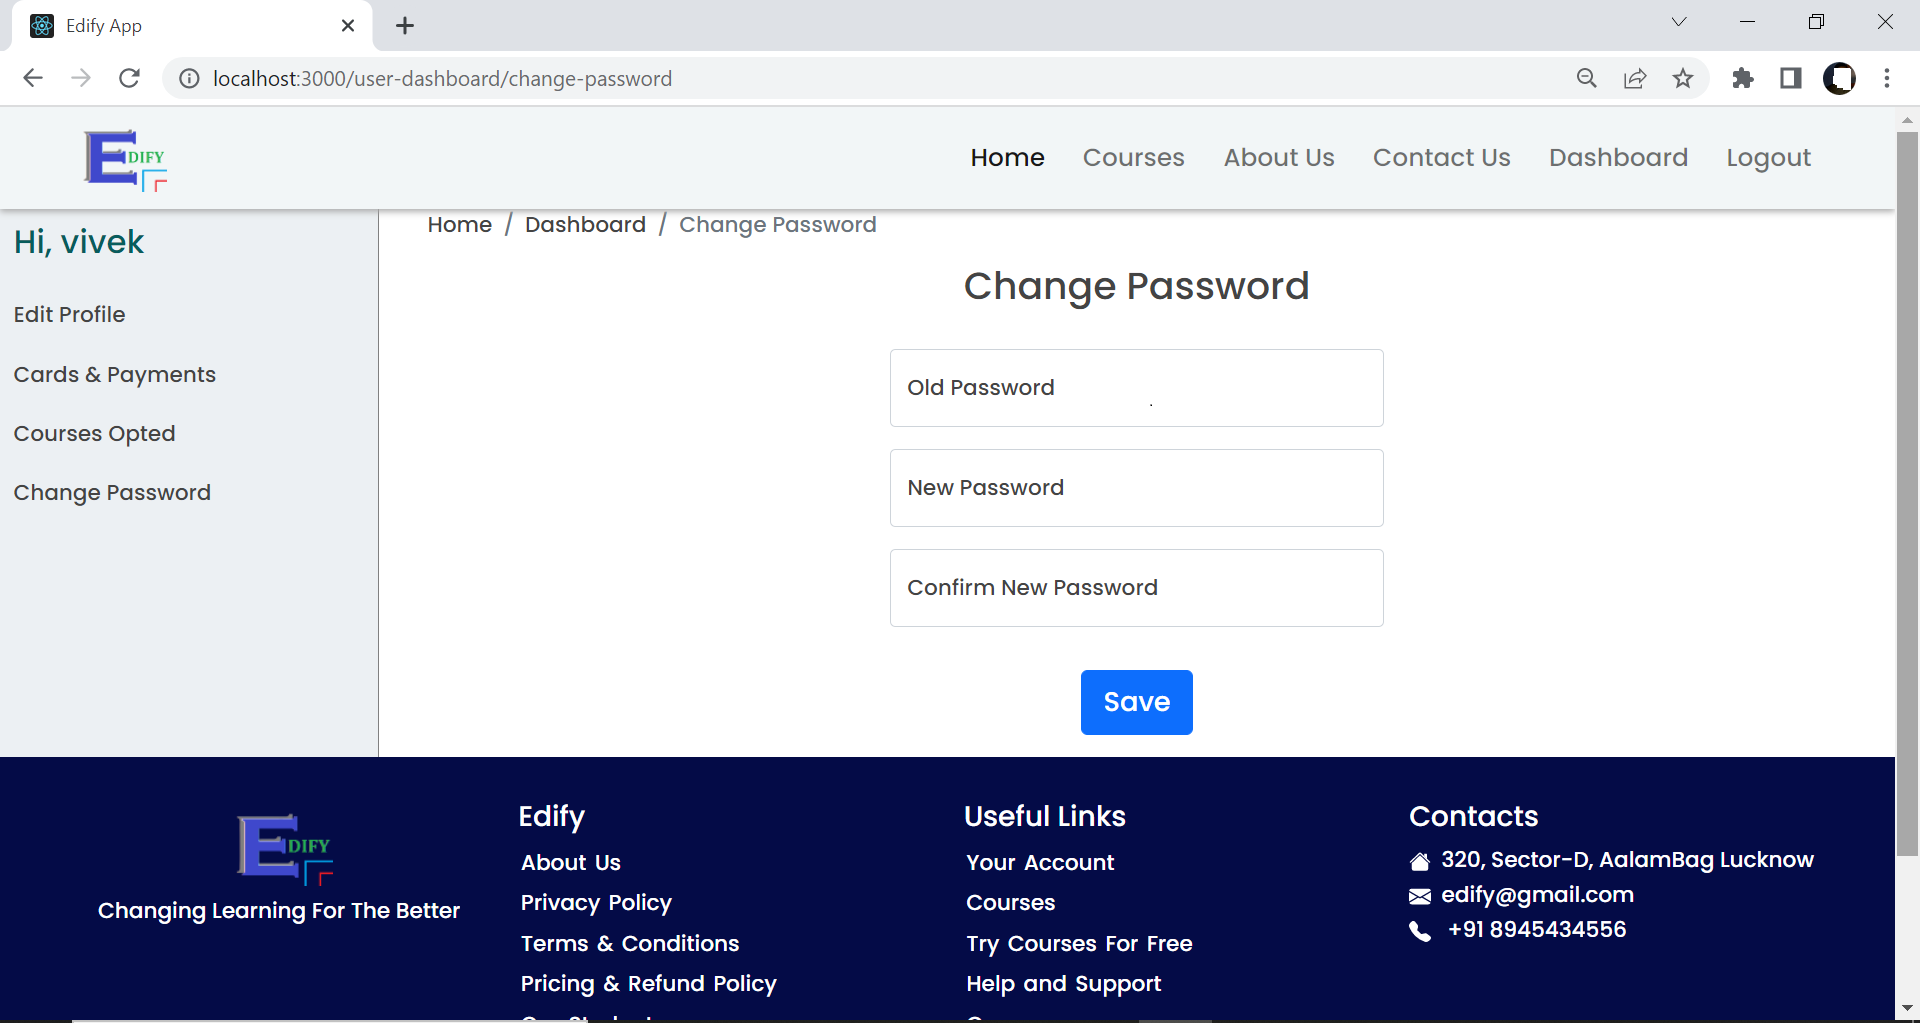 Edify App
localhost:3000/user-dashboard/change-password
EDIFY
Home Courses About Us Contact Us Dashboard Logout
Hi, vivek
Edit Profile
Cards & Payments
Courses Opted
Change Password
Home / Dashboard / Change Password
Change Password
Old Password
New Password
Confirm New Password
Save
EDIFY
Changing Learning For The Better
Edify
About Us
Privacy Policy
Terms & Conditions
Pricing & Refund Policy
Useful Links
Your Account
Courses
Try Courses For Free
Help and Support
Contacts
320, Sector-D, AalamBag Lucknow
edify@gmail.com
+91 8945434556